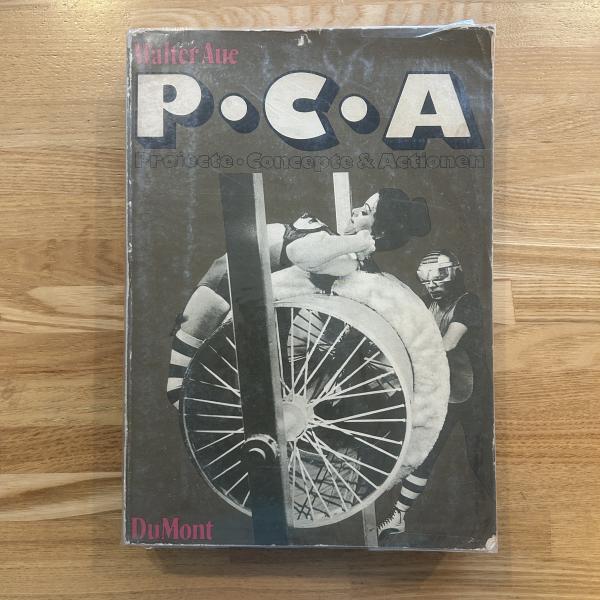 Walter Aue
P•C•A
Projecte•Concepte & Actionen
DuMont